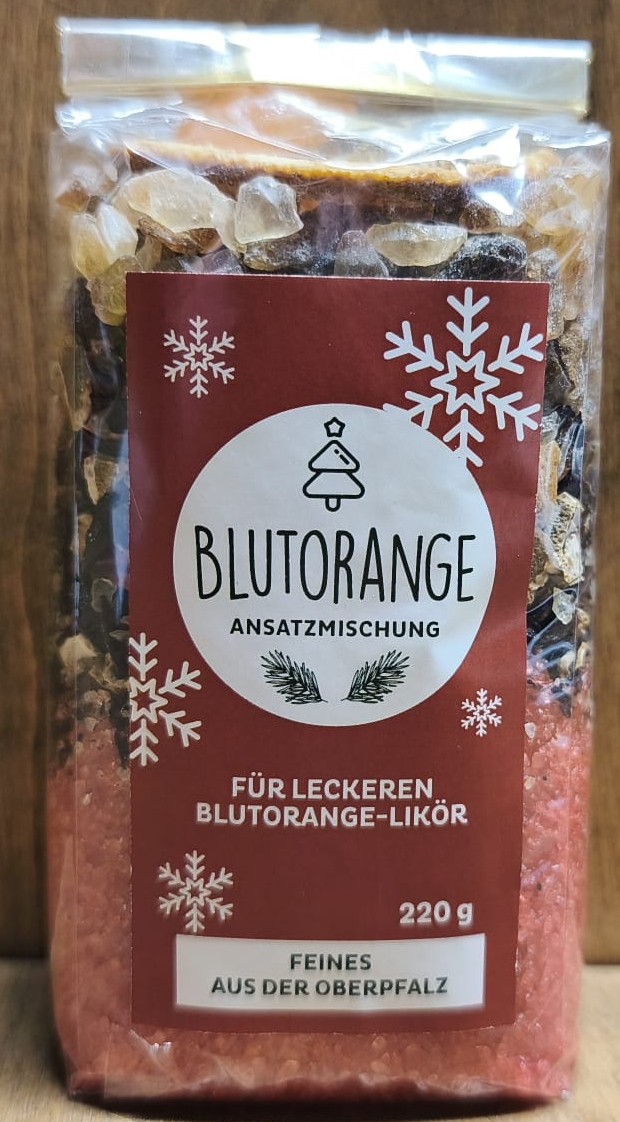 BLUTORANGE
ANSATZMISCHUNG
FÜR LECKEREN
BLUTORANGE-LIKÖR
220 g
FEINES
AUS DER OBERPFALZ